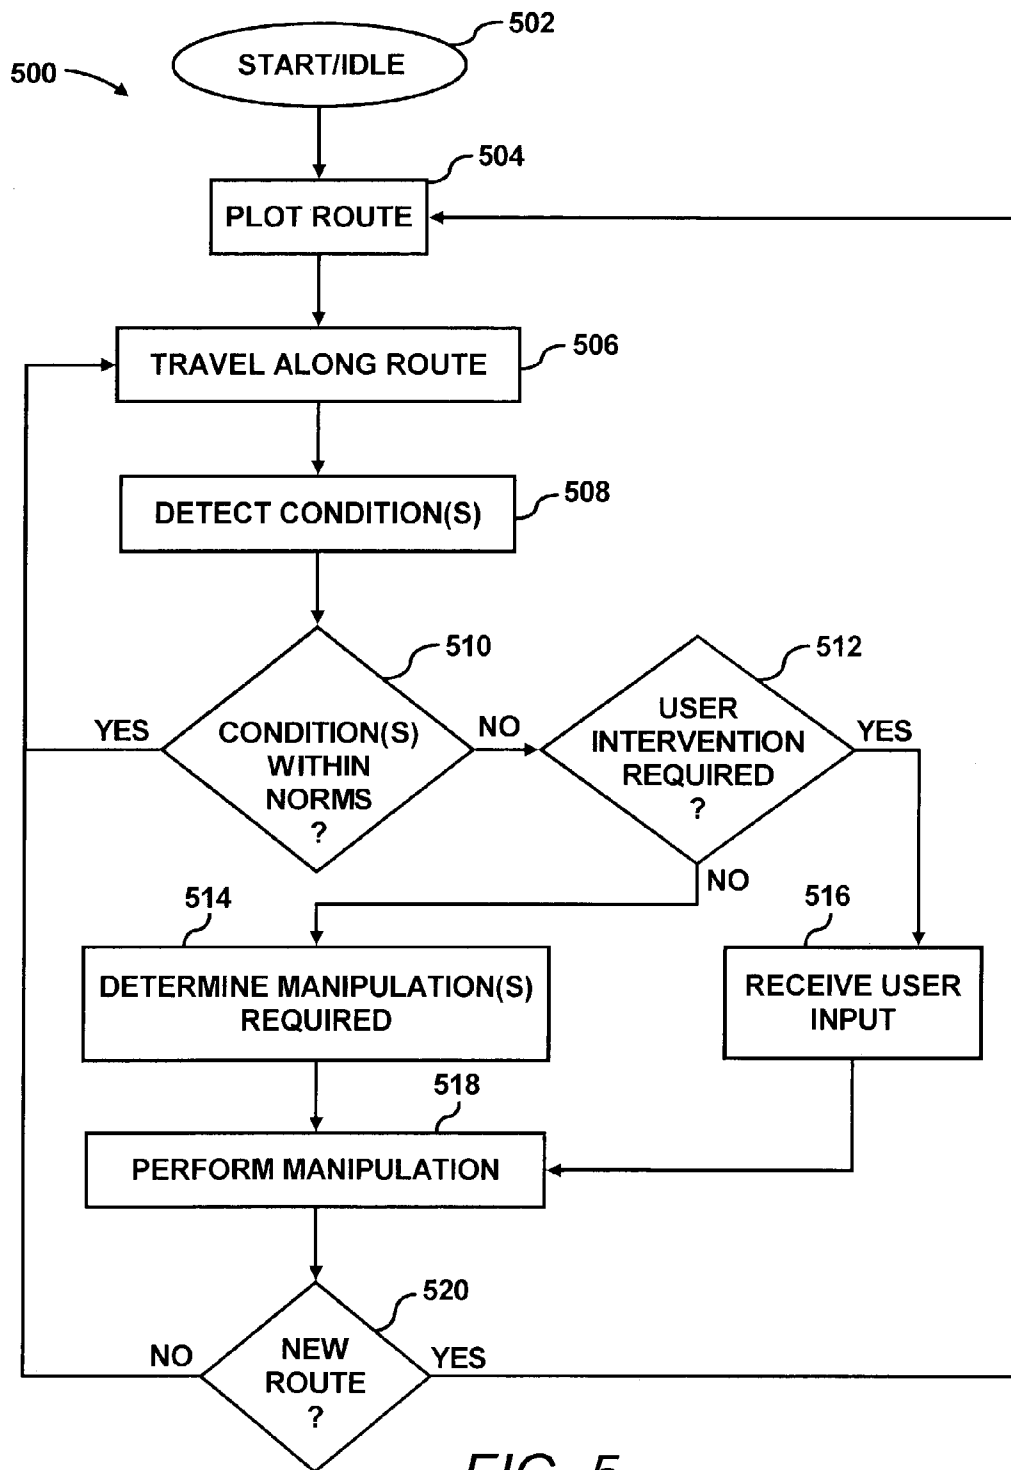 502
START/IDLE
500
504
PLOT ROUTE
506
TRAVEL ALONG ROUTE
508
DETECT CONDITION(S)
510
512
YES
CONDITION(S)
WITHIN
NORMS
?
NO
USER
INTERVENTION
REQUIRED
?
YES
NO
514
516
DETERMINE MANIPULATION(S)
REQUIRED
RECEIVE USER
INPUT
518
PERFORM MANIPULATION
520
NO
NEW
ROUTE
?
YES
FIG. 5